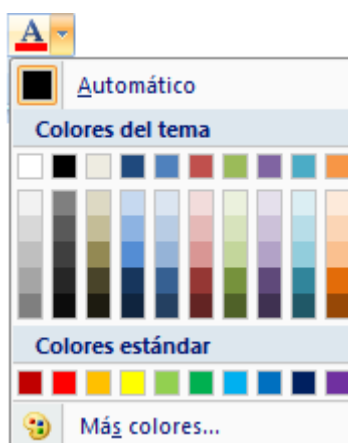 A
Automático
Colores del tema
Colores estándar
Más colores...